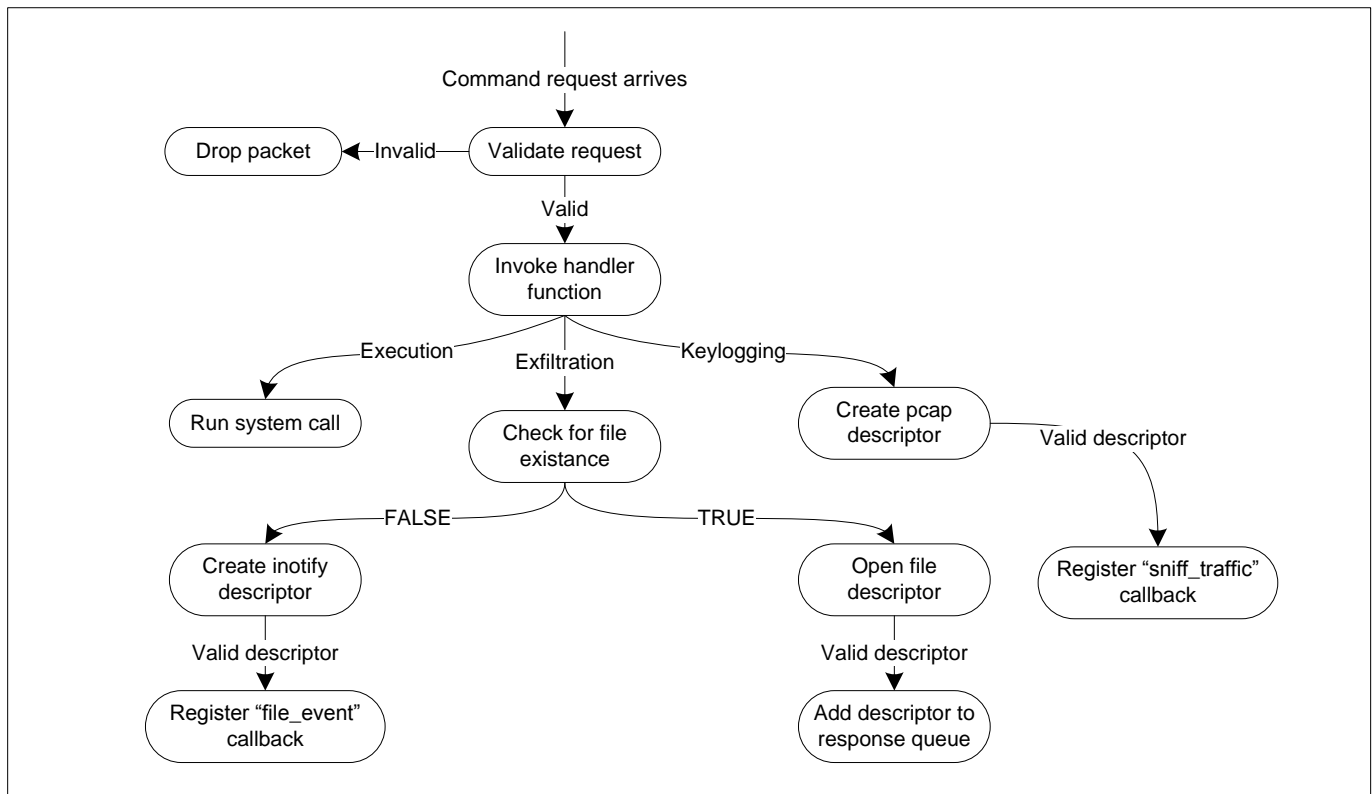 Command request arrives
Drop packet
Invalid
Validate request
Valid
Invoke handler
function
Execution
Exfiltration
Keylogging
Run system call
Check for file
existance
Create pcap
descriptor
Valid descriptor
FALSE
TRUE
Create inotify
descriptor
Open file
descriptor
Register “sniff_traffic”
callback
Valid descriptor
Valid descriptor
Register “file_event”
callback
Add descriptor to
response queue